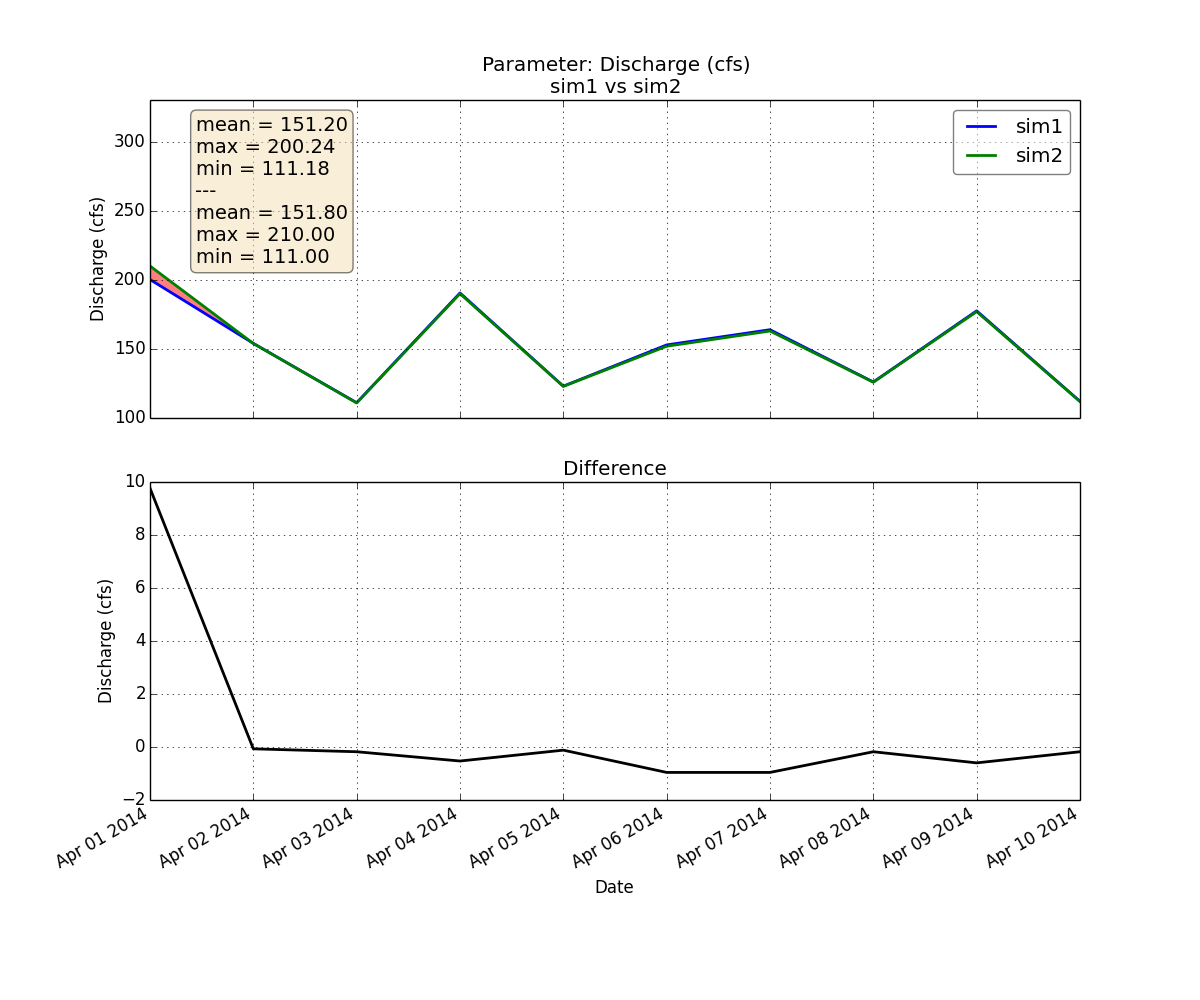 Parameter: Discharge (cfs)
sim1 vs sim2
mean = 151.20
max = 200.24
min = 111.18
---
mean = 151.80
max = 210.00
min = 111.00
sim1
sim2
300
250
200
150
100
Discharge (cfs)
Difference
10
8
6
4
2
0
−2
Discharge (cfs)
Apr 01 2014
Apr 02 2014
Apr 03 2014
Apr 04 2014
Apr 05 2014
Apr 06 2014
Apr 07 2014
Apr 08 2014
Apr 09 2014
Apr 10 2014
Date